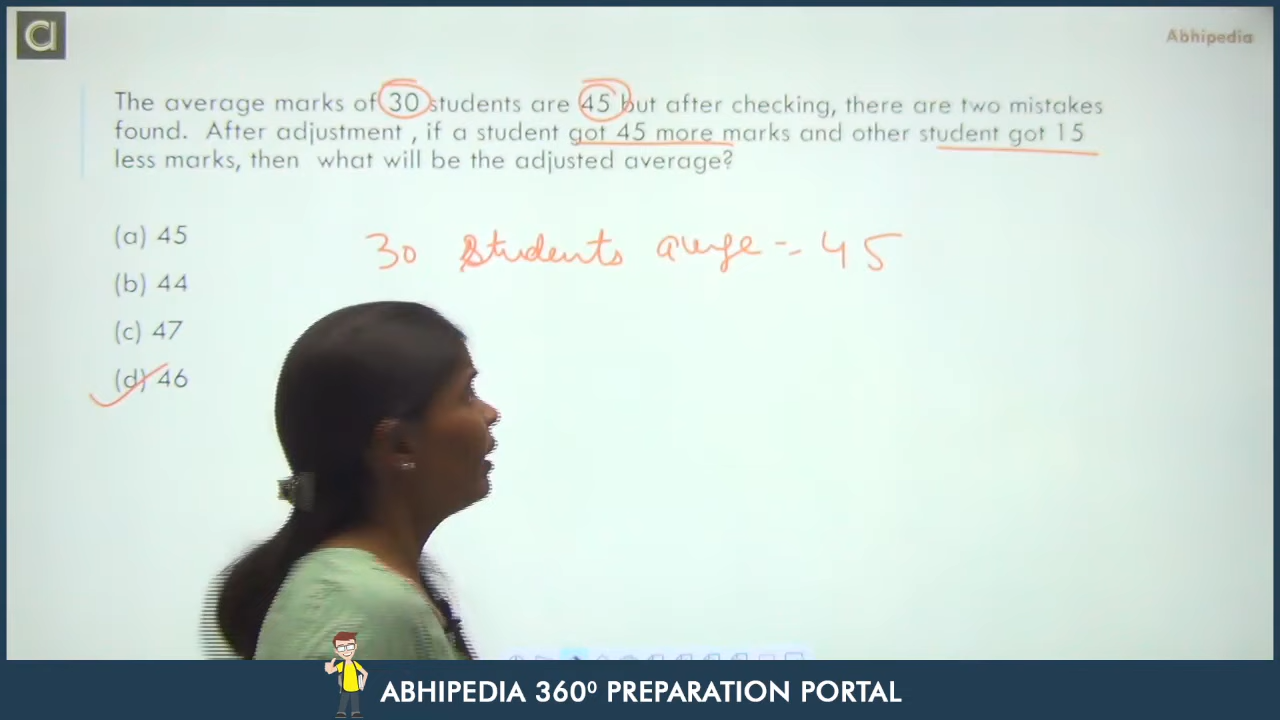 Abhipedia
The average marks of 30 students are 45 but after checking, there are two mistakes
found. After adjustment , if a student got 45 more marks and other student got 15
less marks, then what will be the adjusted average?
(a) 45
30 students average = 45
(b) 44
(c) 47
(d) 46
ABHIPEDIA 360⁰ PREPARATION PORTAL